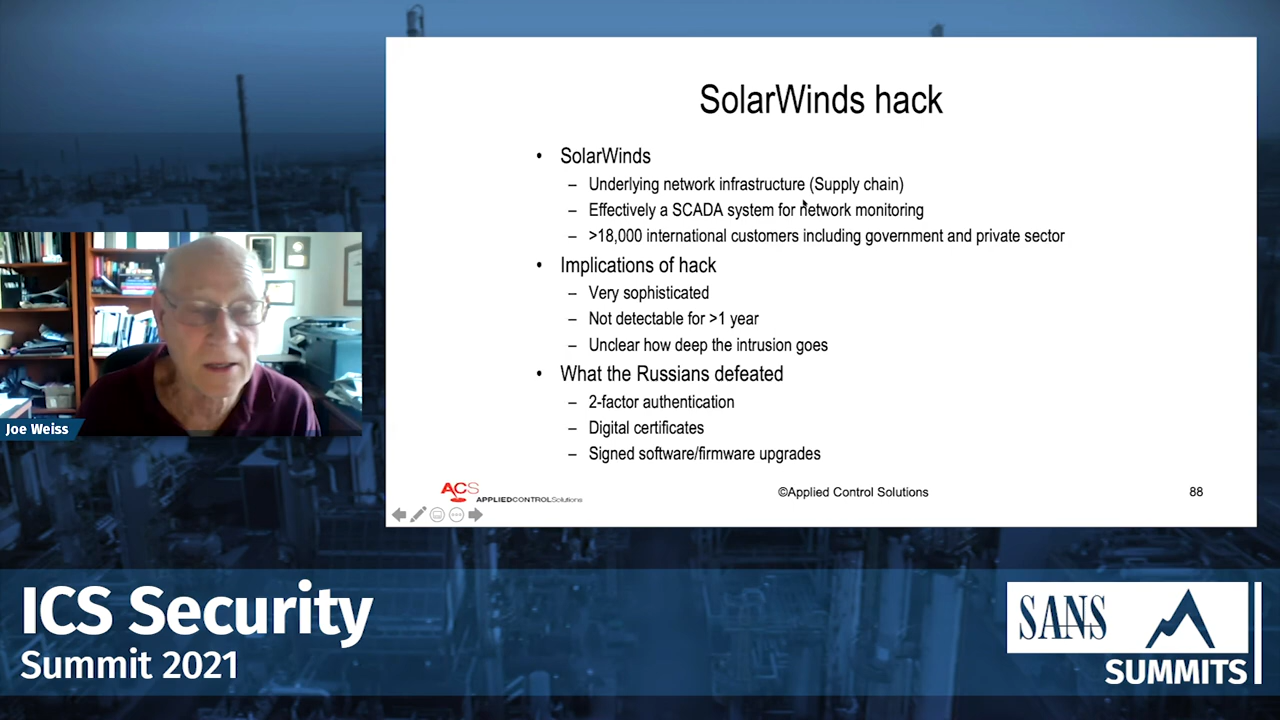 SolarWinds hack
• SolarWinds
– Underlying network infrastructure (Supply chain)
– Effectively a SCADA system for network monitoring
– >18,000 international customers including government and private sector
• Implications of hack
– Very sophisticated
– Not detectable for >1 year
– Unclear how deep the intrusion goes
• What the Russians defeated
– 2-factor authentication
– Digital certificates
– Signed software/firmware upgrades
ACS APPLIEDCONTROLSolutions
©Applied Control Solutions
88
Joe Weiss
ICS Security
Summit 2021
SANS
SUMMITS